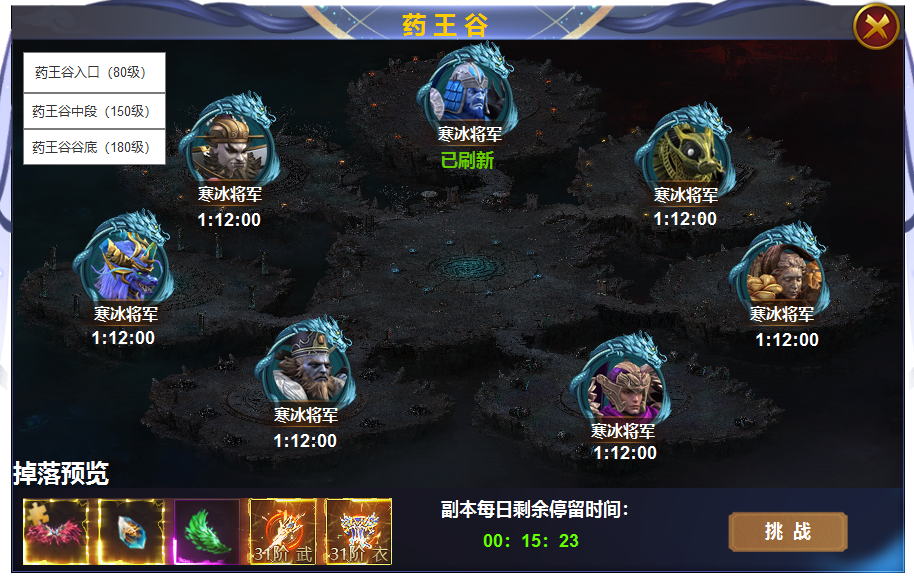 药王谷
药王谷入口（80级）
药王谷中段（150级）
药王谷谷底（180级）
寒冰将军
已刷新
寒冰将军
1:12:00
寒冰将军
1:12:00
寒冰将军
1:12:00
寒冰将军
1:12:00
寒冰将军
1:12:00
寒冰将军
1:12:00
掉落预览
31阶 武
31阶 衣
副本每日剩余停留时间：
00：15：23
挑 战